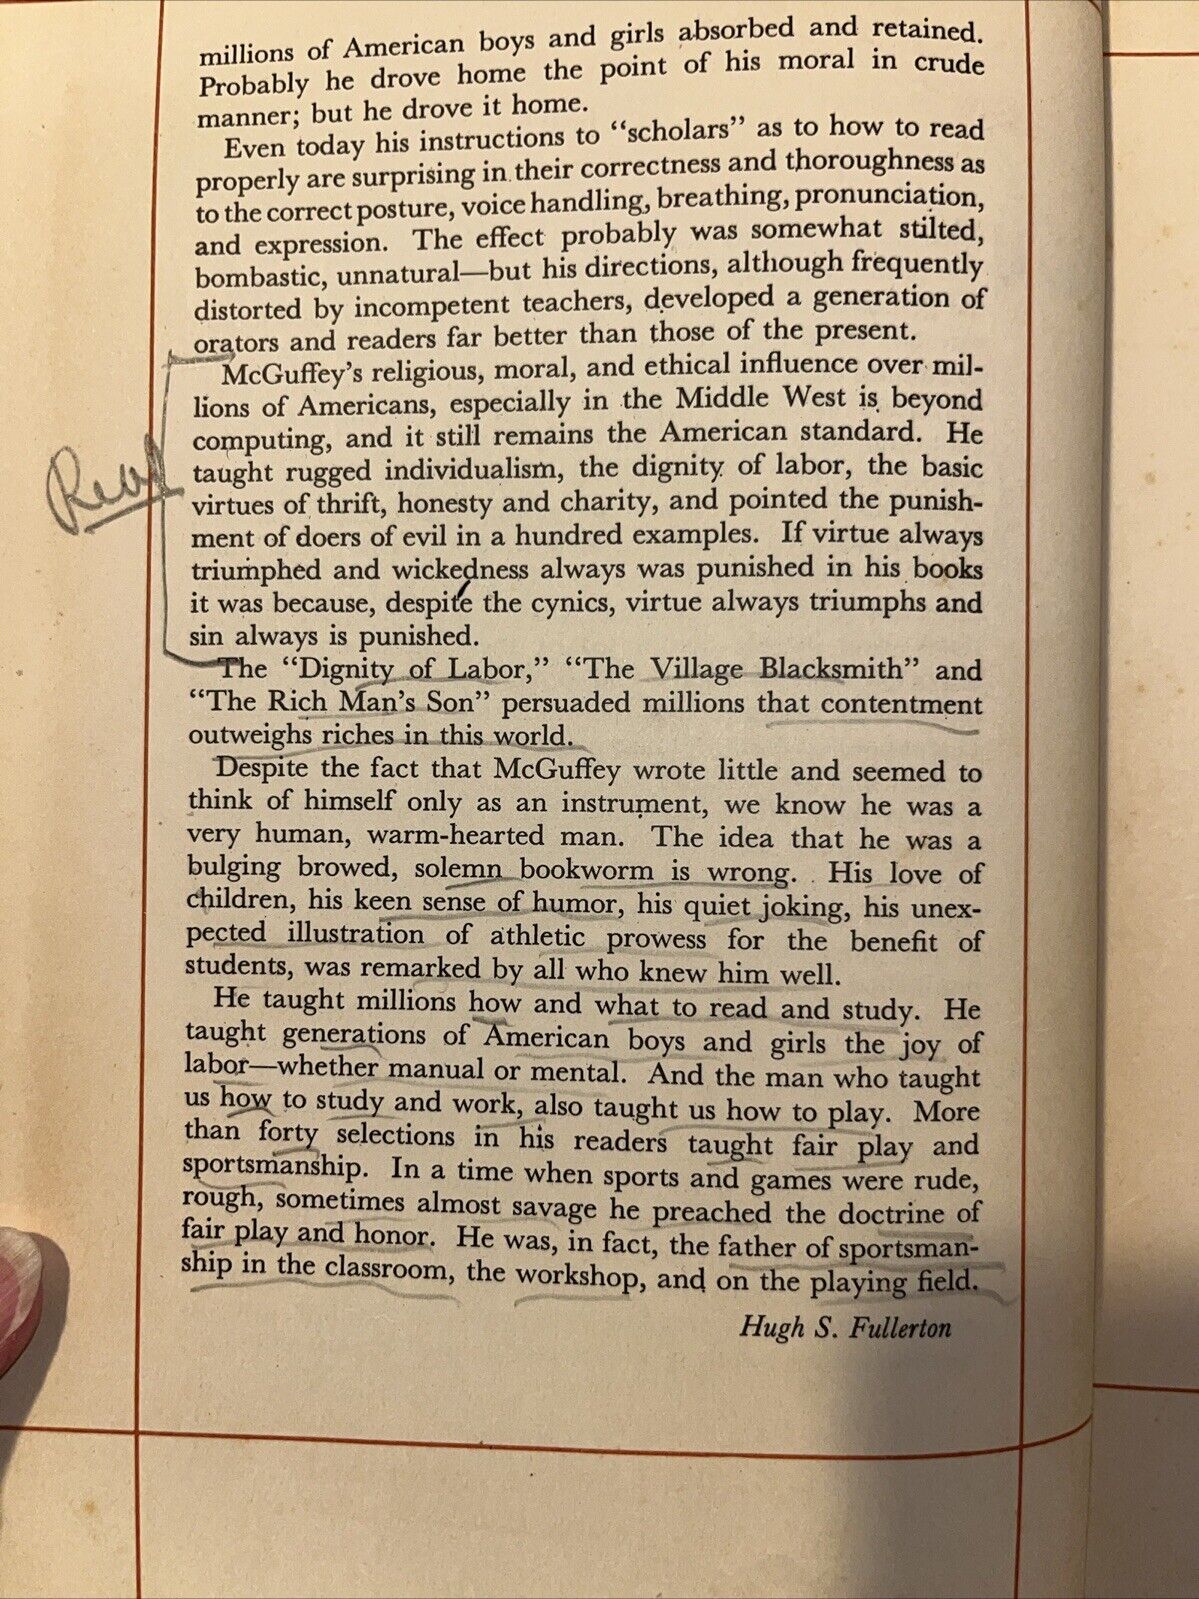 millions of American boys and girls absorbed and retained.
Probably he drove home the point of his moral in crude
manner; but he drove it home.
Even today his instructions to “scholars” as to how to read
properly are surprising in their correctness and thoroughness as
to the correct posture, voice handling, breathing, pronunciation,
and expression. The effect probably was somewhat stilted,
bombastic, unnatural—but his directions, although frequently
distorted by incompetent teachers, developed a generation of
orators and readers far better than those of the present.
McGuffey’s religious, moral, and ethical influence over mil-
lions of Americans, especially in the Middle West is beyond
computing, and it still remains the American standard. He
taught rugged individualism, the dignity of labor, the basic
Read
virtues of thrift, honesty and charity, and pointed the punish-
ment of doers of evil in a hundred examples. If virtue always
triumphed and wickedness always was punished in his books
it was because, despite the cynics, virtue always triumphs and
sin always is punished.
The “Dignity of Labor,” “The Village Blacksmith” and
“The Rich Man’s Son” persuaded millions that contentment
outweighs riches in this world.
Despite the fact that McGuffey wrote little and seemed to
think of himself only as an instrument, we know he was a
very human, warm-hearted man. The idea that he was a
bulging browed, solemn bookworm is wrong. His love of
children, his keen sense of humor, his quiet joking, his unex-
pected illustration of athletic prowess for the benefit of
students, was remarked by all who knew him well.
He taught millions how and what to read and study. He
taught generations of American boys and girls the joy of
labor—whether manual or mental. And the man who taught
us how to study and work, also taught us how to play. More
than forty selections in his readers taught fair play and
sportsmanship. In a time when sports and games were rude,
rough, sometimes almost savage he preached the doctrine of
fair play and honor. He was, in fact, the father of sportsman-
ship in the classroom, the workshop, and on the playing field.
Hugh S. Fullerton